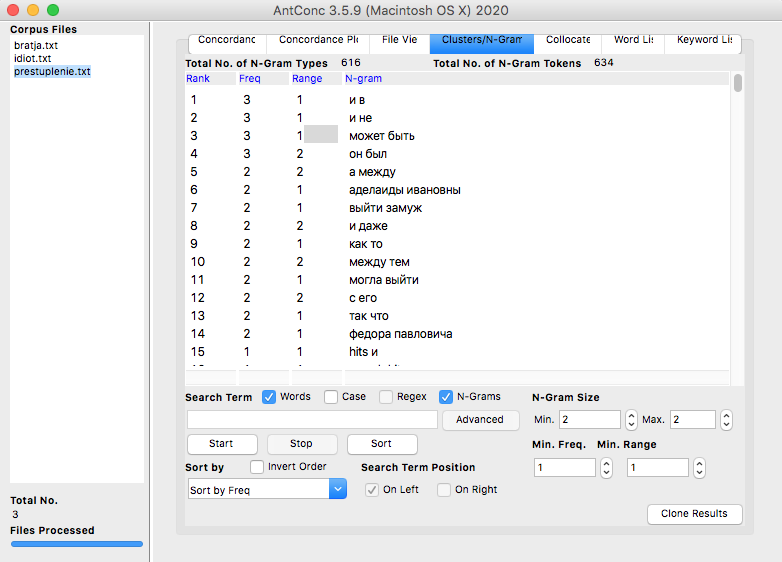 AntConc 3.5.9 (Macintosh OS X) 2020
Corpus Files
bratja.txt
idiot.txt
prestuplenie.txt
Concordanc Concordance Plo File Vie Clusters/N-Gram Collocate Word Lis Keyword Lis
Total No. of N-Gram Types 616 Total No. of N-Gram Tokens 634
Rank Freq Range N-gram
1 3 1 и в
2 3 1 и не
3 3 1 может быть
4 3 2 он был
5 2 2 а между
6 2 1 аделаиды ивановны
7 2 1 выйти замуж
8 2 2 и даже
9 2 1 как то
10 2 2 между тем
11 2 1 могла выйти
12 2 2 с его
13 2 1 так что
14 2 1 федора павловича
15 1 1 hits и
Search Term Words Case Regex N-Grams N-Gram Size
Advanced Min. 2 Max. 2
Start Stop Sort Min. Freq. Min. Range
Sort by Invert Order Search Term Position 1 1
Sort by Freq On Left On Right
Clone Results
Total No.
3
Files Processed